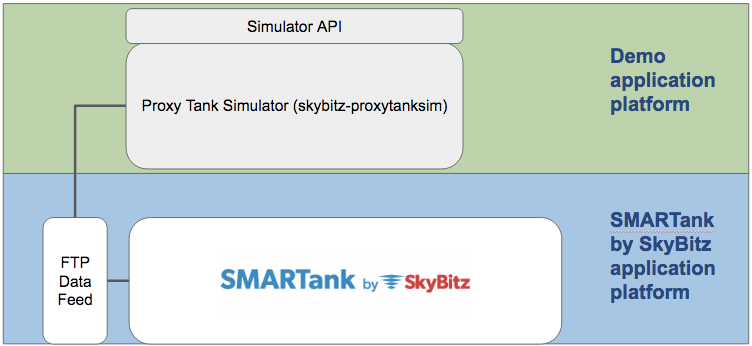 Simulator API
Proxy Tank Simulator (skybitz-proxytanksim)
Demo
application
platform
FTP
Data
Feed
SMARTank by SkyBitz
SMARTank
by SkyBitz
application
platform